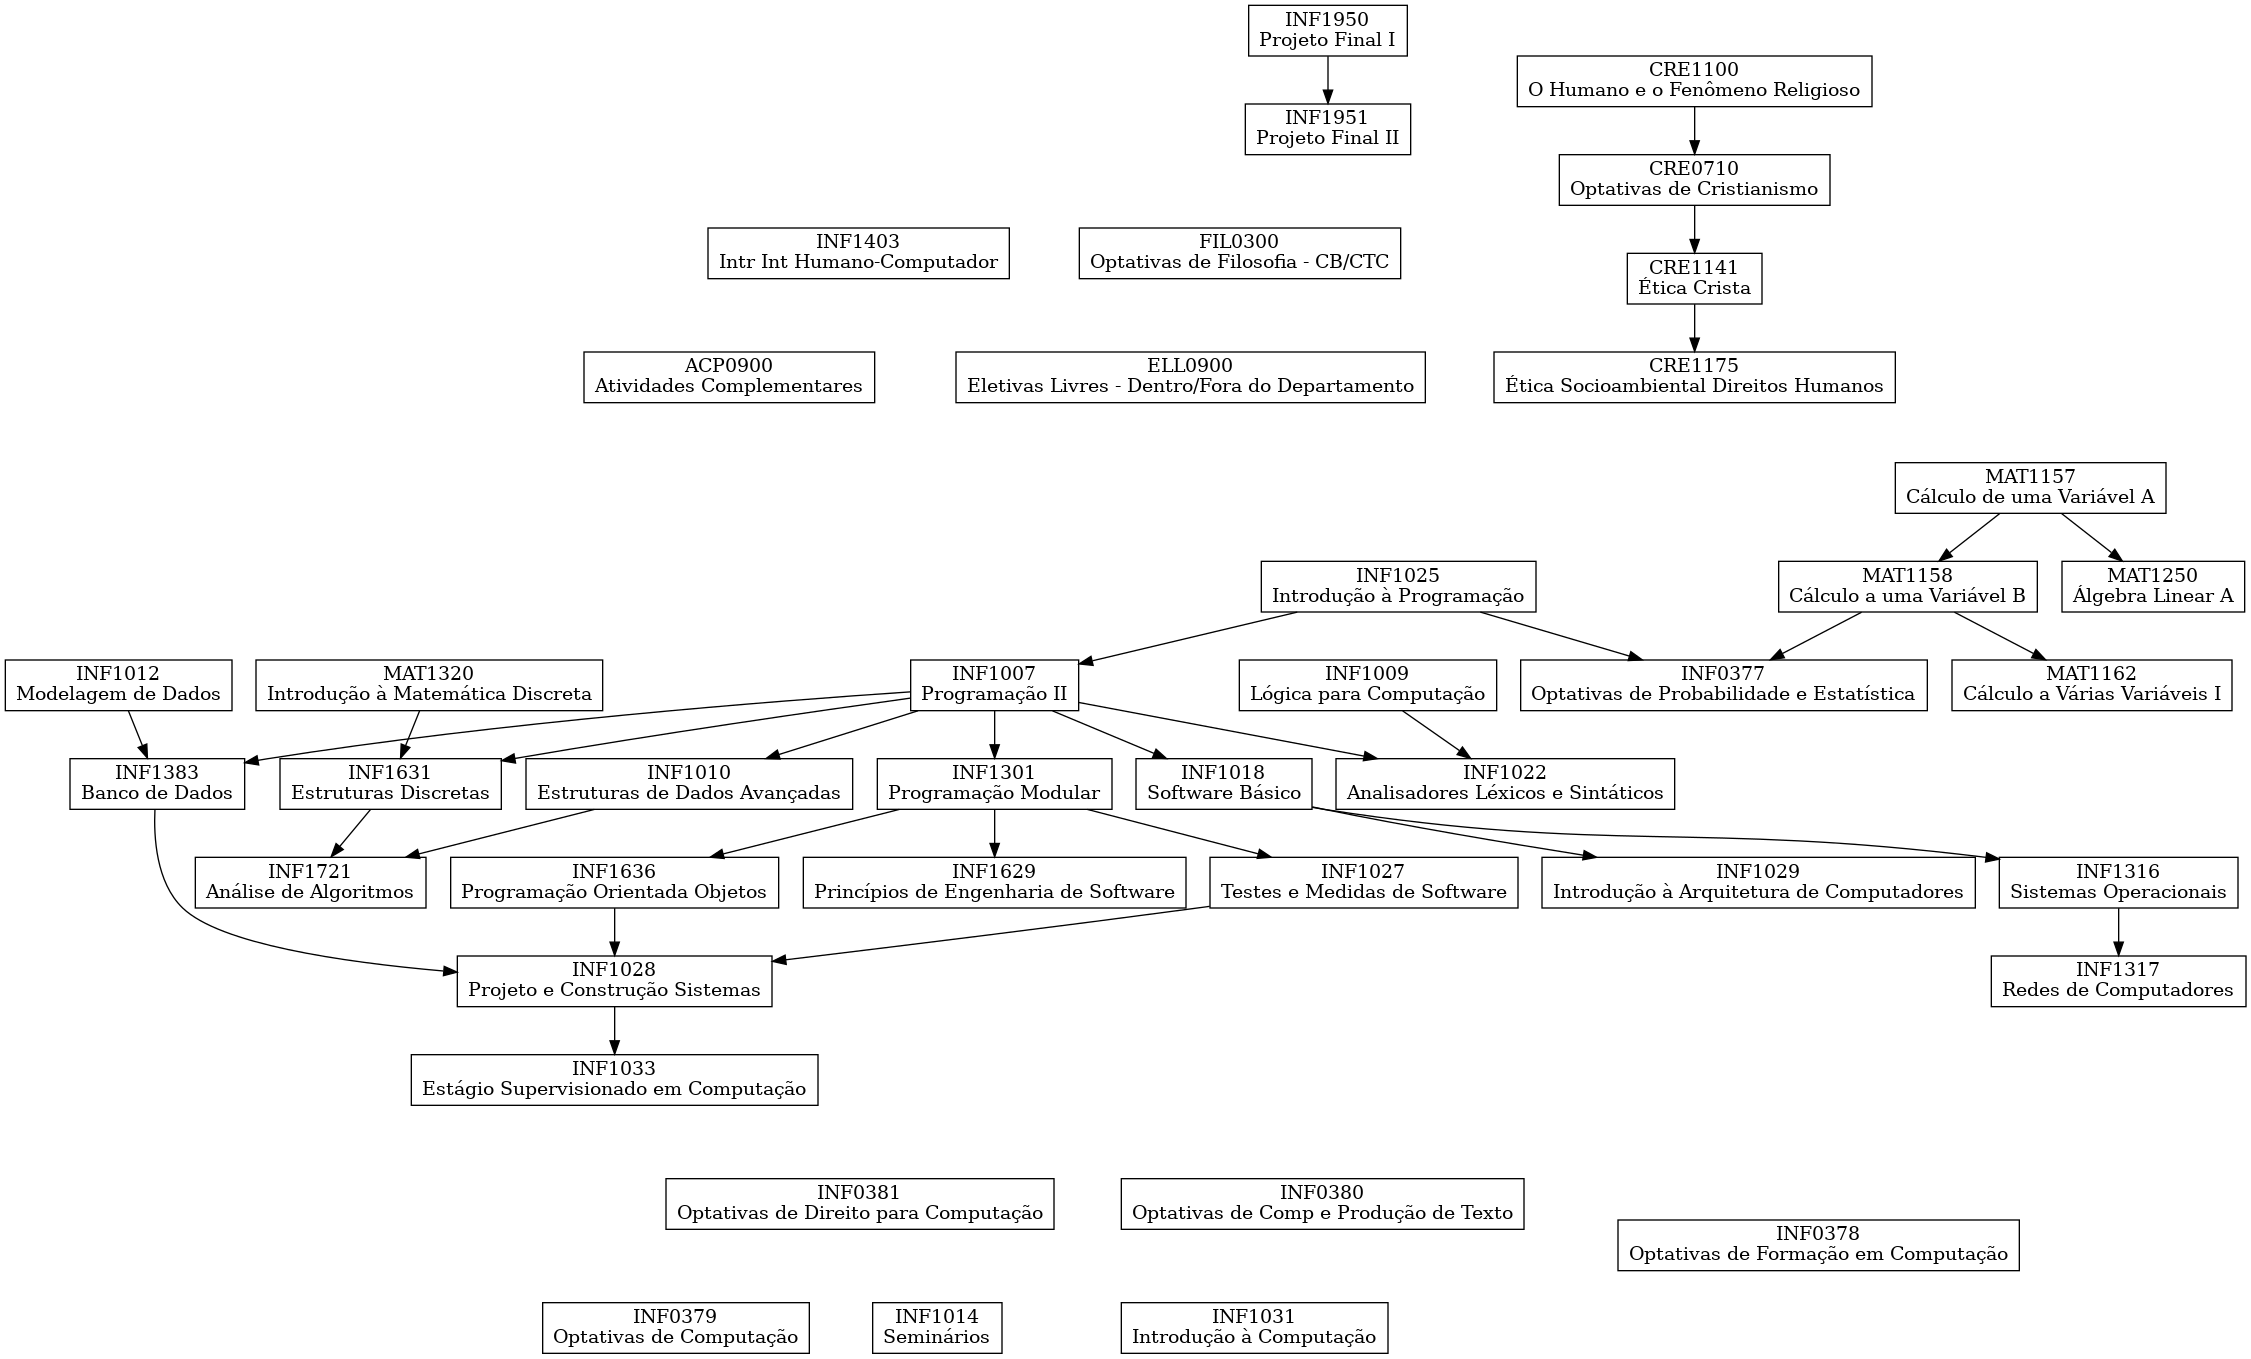 INF1950
Projeto Final I
CRE1100
O Humano e o Fenômeno Religioso
INF1951
Projeto Final II
CRE0710
Optativas de Cristianismo
INF1403
Intr Int Humano-Computador
FIL0300
Optativas de Filosofia - CB/CTC
CRE1141
Ética Crista
ACP0900
Atividades Complementares
ELL0900
Eletivas Livres - Dentro/Fora do Departamento
CRE1175
Ética Socioambiental Direitos Humanos
MAT1157
Cálculo de uma Variável A
INF1025
Introdução à Programação
MAT1158
Cálculo a uma Variável B
MAT1250
Álgebra Linear A
INF1012
Modelagem de Dados
MAT1320
Introdução à Matemática Discreta
INF1007
Programação II
INF1009
Lógica para Computação
INF0377
Optativas de Probabilidade e Estatística
MAT1162
Cálculo a Várias Variáveis I
INF1383
Banco de Dados
INF1631
Estruturas Discretas
INF1010
Estruturas de Dados Avançadas
INF1301
Programação Modular
INF1018
Software Básico
INF1022
Analisadores Léxicos e Sintáticos
INF1721
Análise de Algoritmos
INF1636
Programação Orientada Objetos
INF1629
Princípios de Engenharia de Software
INF1027
Testes e Medidas de Software
INF1029
Introdução à Arquitetura de Computadores
INF1316
Sistemas Operacionais
INF1028
Projeto e Construção Sistemas
INF1317
Redes de Computadores
INF1033
Estágio Supervisionado em Computação
INF0381
Optativas de Direito para Computação
INF0380
Optativas de Comp e Produção de Texto
INF0378
Optativas de Formação em Computação
INF0379
Optativas de Computação
INF1014
Seminários
INF1031
Introdução à Computação